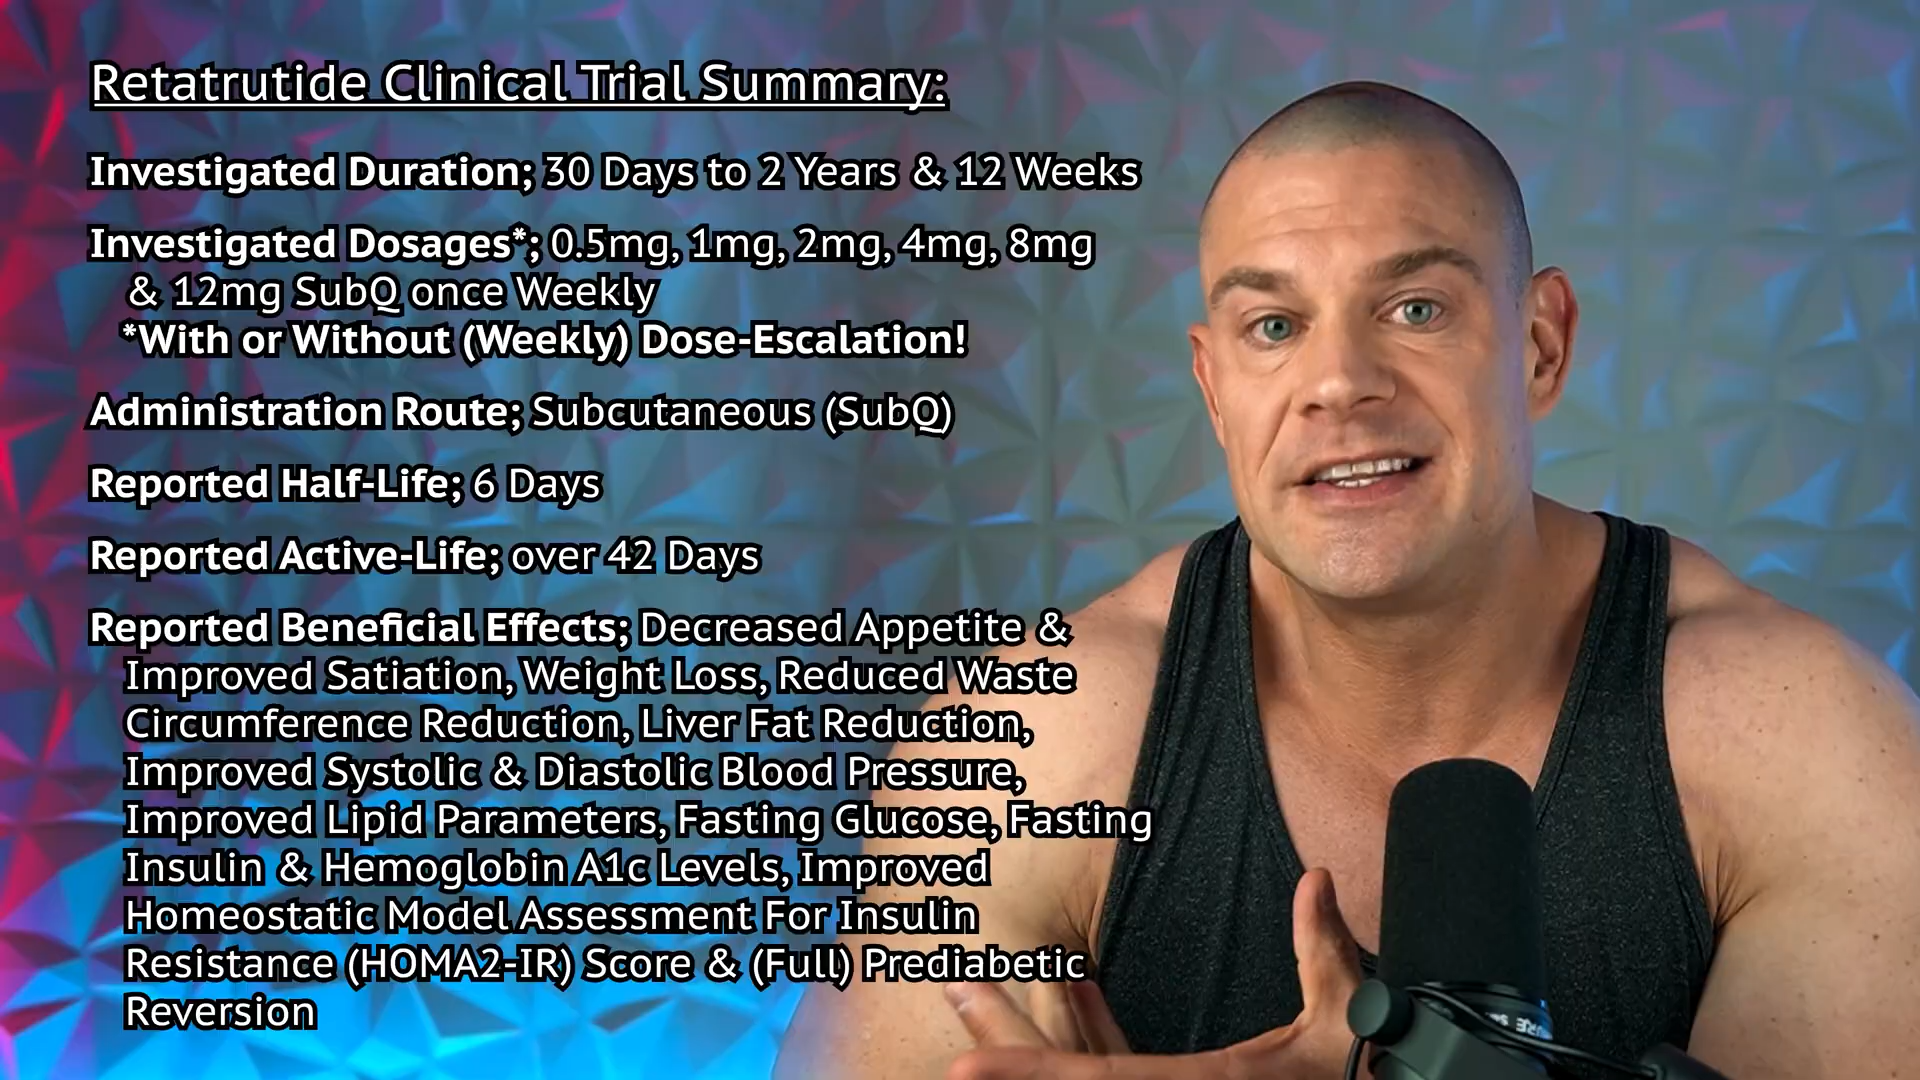 Retatrutide Clinical Trial Summary:
Investigated Duration; 30 Days to 2 Years & 12 Weeks
Investigated Dosages*; 0.5mg, 1mg, 2mg, 4mg, 8mg
& 12mg SubQ once Weekly
*With or Without (Weekly) Dose-Escalation!
Administration Route; Subcutaneous (SubQ)
Reported Half-Life; 6 Days
Reported Active-Life; over 42 Days
Reported Beneficial Effects; Decreased Appetite &
Improved Satiation, Weight Loss, Reduced Waste
Circumference Reduction, Liver Fat Reduction,
Improved Systolic & Diastolic Blood Pressure,
Improved Lipid Parameters, Fasting Glucose, Fasting
Insulin & Hemoglobin A1c Levels, Improved
Homeostatic Model Assessment For Insulin
Resistance (HOMA2-IR) Score & (Full) Prediabetic
Reversion